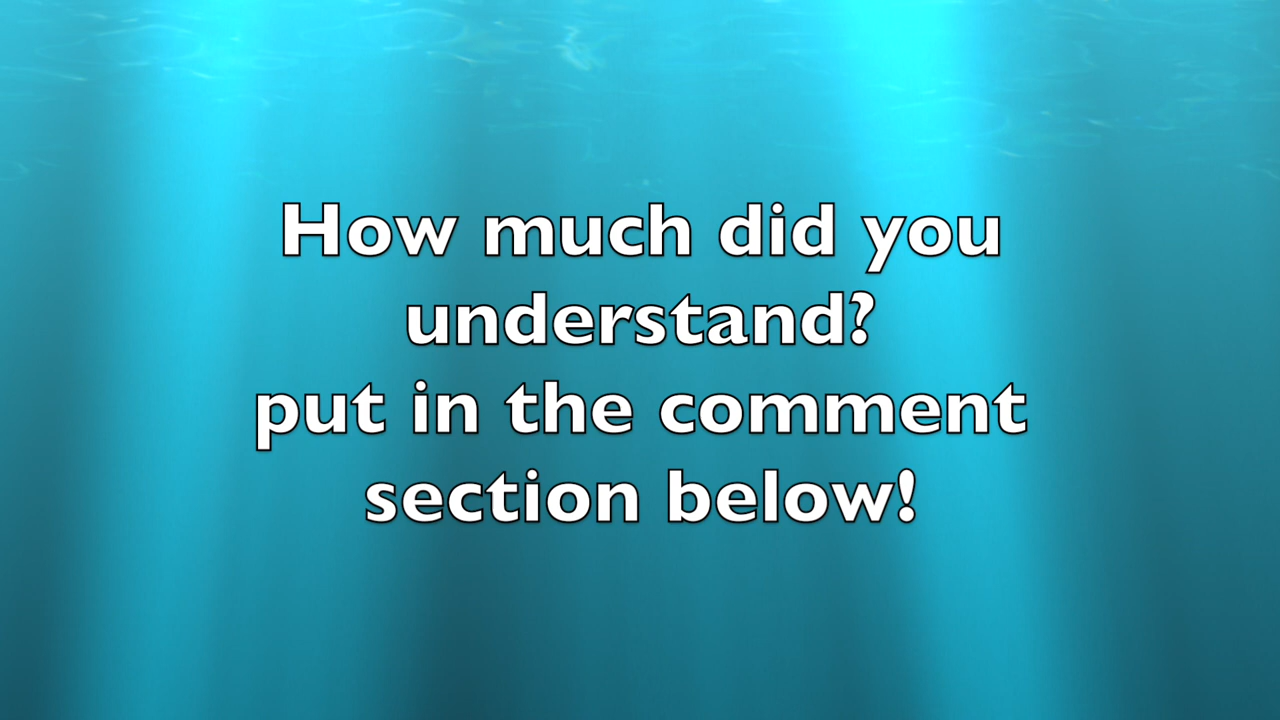 How much did you
understand?
put in the comment
section below!